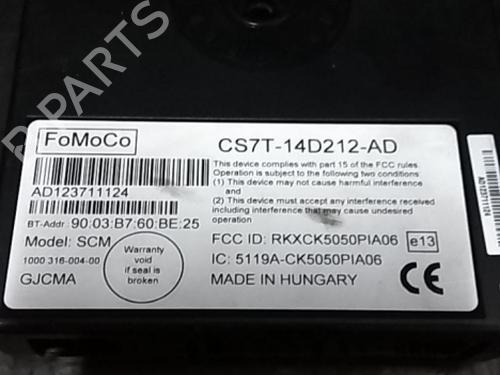 B-PARTS
FoMoCo
CS7T-14D212-AD
This device complies with part 15 of the FCC rules.
Operation is subject to the following two conditions:
(1) This device may not cause harmful interference
and
(2) This device must accept any interference received
including interference that may cause undesired
operation
AD123711124
BT-Addr: 90:03:B7:60:BE:25
Model: SCM
1000 316-004-00
GJCMA
Warranty
void
if seal is
broken
FCC ID: RKXCK5050PIA06
e13
IC: 5119A-CK5050PIA06
MADE IN HUNGARY
CE
AD123711124